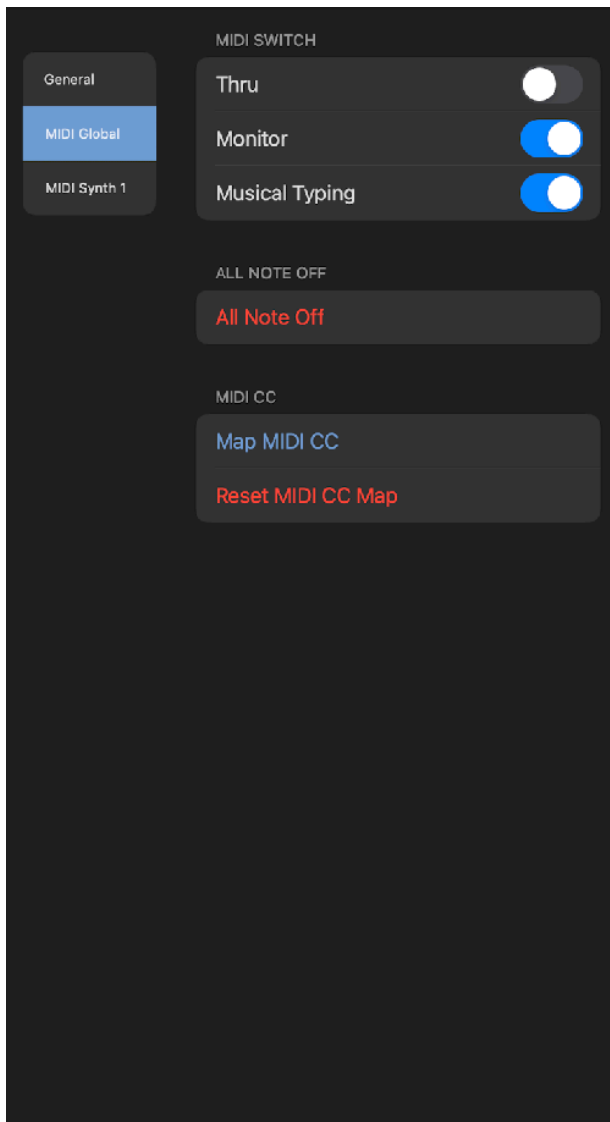 General
MIDI Global
MIDI Synth 1
MIDI SWITCH
Thru
Monitor
Musical Typing
ALL NOTE OFF
All Note Off
MIDI CC
Map MIDI CC
Reset MIDI CC Map